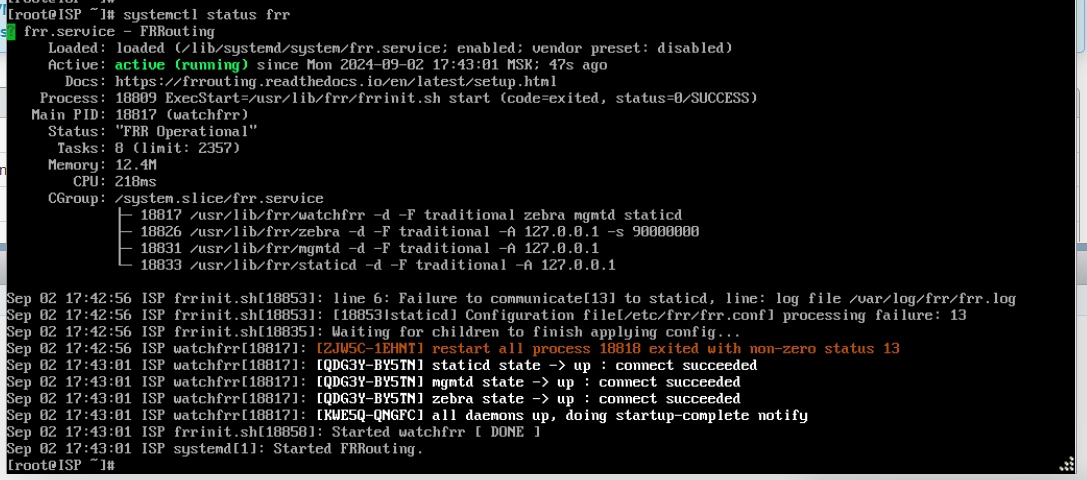 [root@ISP ~]# systemctl status frr
? frr.service - FRRouting
Loaded: loaded (/lib/systemd/system/frr.service; enabled; vendor preset: disabled)
Active: active (running) since Mon 2024-09-02 17:43:01 MSK; 47s ago
Docs: https://frrouting.readthedocs.io/en/latest/setup.html
Process: 18809 ExecStart=/usr/lib/frr/frrinit.sh start (code=exited, status=0/SUCCESS)
Main PID: 18817 (watchfrr)
Status: "FRR Operational"
Tasks: 8 (limit: 2357)
Memory: 12.4M
CPU: 218ms
CGroup: /system.slice/frr.service
├─ 18817 /usr/lib/frr/watchfrr -d -F traditional zebra mgmtd staticd
├─ 18826 /usr/lib/frr/zebra -d -F traditional -A 127.0.0.1 -s 90000000
├─ 18831 /usr/lib/frr/mgmtd -d -F traditional -A 127.0.0.1
└─ 18833 /usr/lib/frr/staticd -d -F traditional -A 127.0.0.1
Sep 02 17:42:56 ISP frrinit.sh[18853]: line 6: Failure to communicate[13] to staticd, line: log file /var/log/frr/frr.log
Sep 02 17:42:56 ISP frrinit.sh[18853]: [18853|staticd] Configuration file[/etc/frr/frr.conf] processing failure: 13
Sep 02 17:42:56 ISP frrinit.sh[18835]: Waiting for children to finish applying config...
Sep 02 17:42:56 ISP watchfrr[18817]: [ZJW5C-1EHNT] restart all process 18818 exited with non-zero status 13
Sep 02 17:43:01 ISP watchfrr[18817]: [QDG3Y-BY5TN] staticd state -> up : connect succeeded
Sep 02 17:43:01 ISP watchfrr[18817]: [QDG3Y-BY5TN] mgmtd state -> up : connect succeeded
Sep 02 17:43:01 ISP watchfrr[18817]: [QDG3Y-BY5TN] zebra state -> up : connect succeeded
Sep 02 17:43:01 ISP watchfrr[18817]: [KWE5Q-QNGFC] all daemons up, doing startup-complete notify
Sep 02 17:43:01 ISP frrinit.sh[18858]: Started watchfrr [ DONE ]
Sep 02 17:43:01 ISP systemd[1]: Started FRRouting.
[root@ISP ~]#